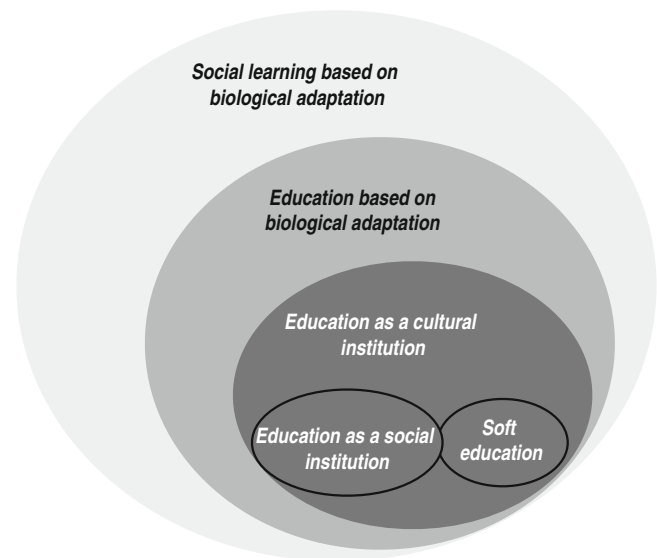 Social learning based on
biological adaptation
Education based on
biological adaptation
Education as a cultural
institution
Education as a social
institution
Soft
education